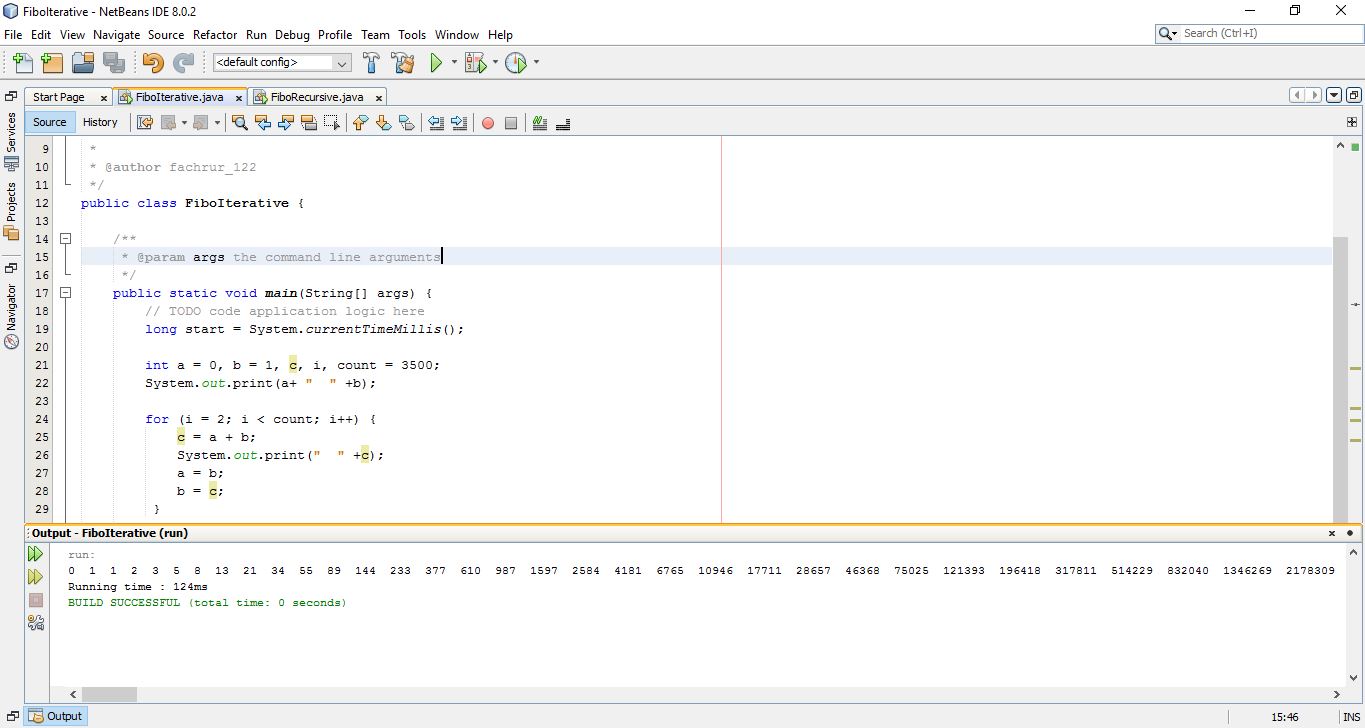 FiboIterative - NetBeans IDE 8.0.2
File Edit View Navigate Source Refactor Run Debug Profile Team Tools Window Help
Search (Ctrl+I)
<default config>
Start Page FiboIterative.java FiboRecursive.java
Source History
Services
Projects
Navigator
9 *
10 * @author fachrur_122
11 */
12 public class FiboIterative {
13
14 /**
15 * @param args the command line arguments
16 */
17 public static void main(String[] args) {
18 // TODO code application logic here
19 long start = System.currentTimeMillis();
20
21 int a = 0, b = 1, c, i, count = 3500;
22 System.out.print(a+ "  " +b);
23
24 for (i = 2; i < count; i++) {
25 c = a + b;
26 System.out.print("  " +c);
27 a = b;
28 b = c;
29 }
Output - FiboIterative (run)
run:
0 1 1 2 3 5 8 13 21 34 55 89 144 233 377 610 987 1597 2584 4181 6765 10946 17711 28657 46368 75025 121393 196418 317811 514229 832040 1346269 2178309
Running time : 124ms
BUILD SUCCESSFUL (total time: 0 seconds)
Output
15:46 INS